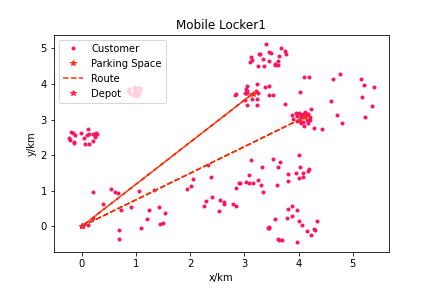 Mobile Locker1
Customer
Parking Space
Route
Depot
y/km
5
4
3
2
1
0
0
1
2
3
4
5
x/km